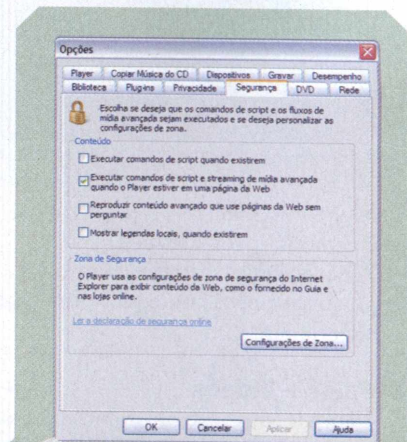 Opções
Player Copiar Música do CD Dispositivos Gravar Desempenho
Biblioteca Plug-ins Privacidade Segurança DVD Rede
Escolha se deseja que os comandos de script e os fluxos de
mídia avançada sejam executados e se deseja personalizar as
configurações de zona.
Conteúdo
Executar comandos de script quando existirem
Executar comandos de script e streaming de mídia avançada
quando o Player estiver em uma página da Web
Reproduzir conteúdo avançado que use páginas da Web sem
perguntar
Mostrar legendas locais, quando existirem
Zona de Segurança
O Player usa as configurações de zona de segurança do Internet
Explorer para exibir conteúdo da Web, como o fornecido no Guia e
nas lojas online.
Ler a declaração de segurança online
Configurações de Zona...
OK Cancelar Aplicar Ajuda